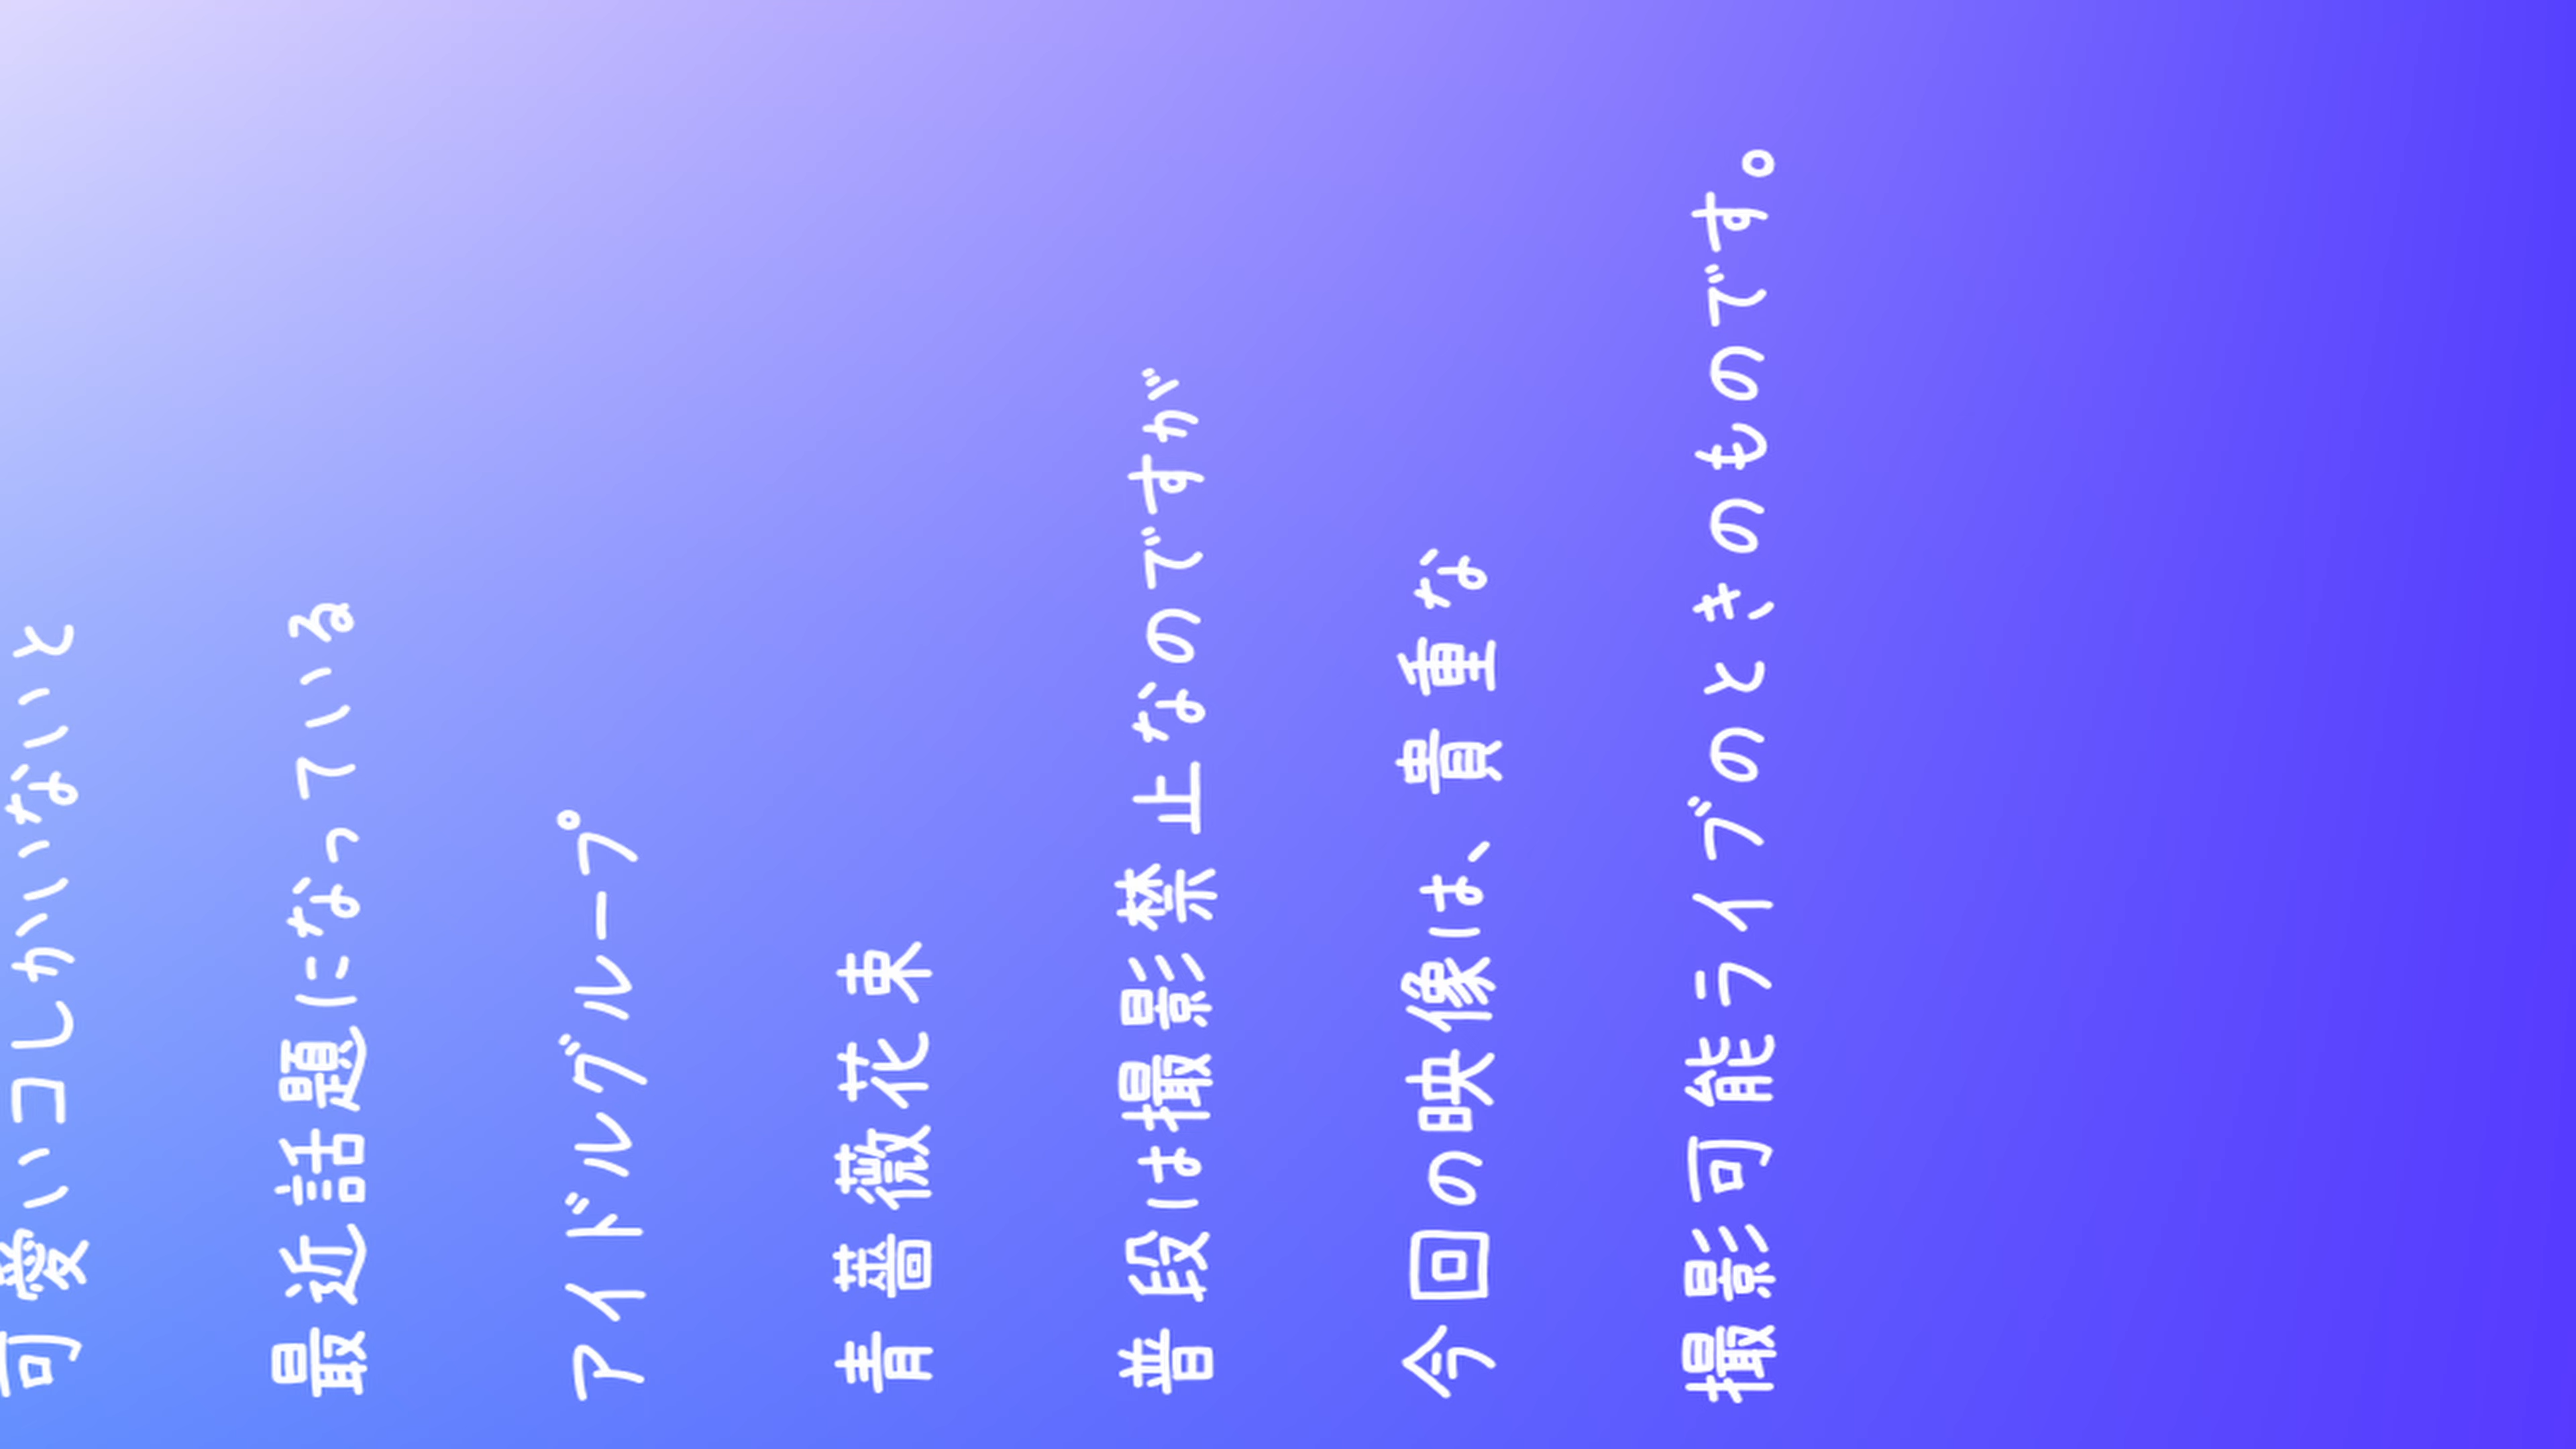 可愛いコしかいないと
最近話題になっている
アイドルグループ
青薔薇花束
普段は撮影禁止なのですが
今回の映像は、貴重な
撮影可能ライブのときのものです。